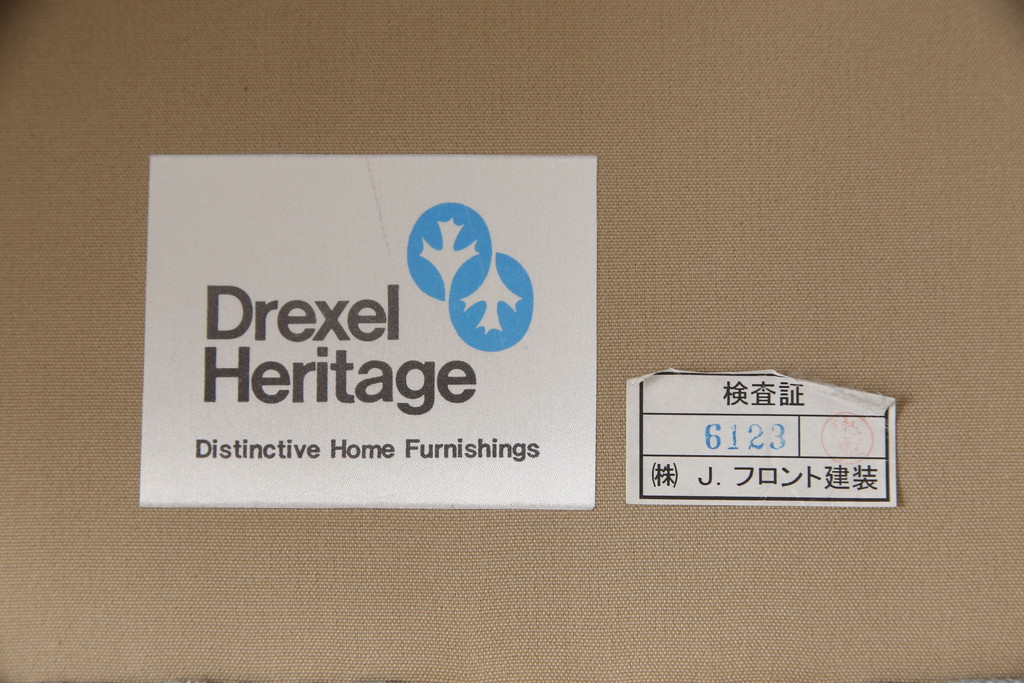 Drexel
Heritage
Distinctive Home Furnishings
検査証
6123
㈱ J. フロント建装